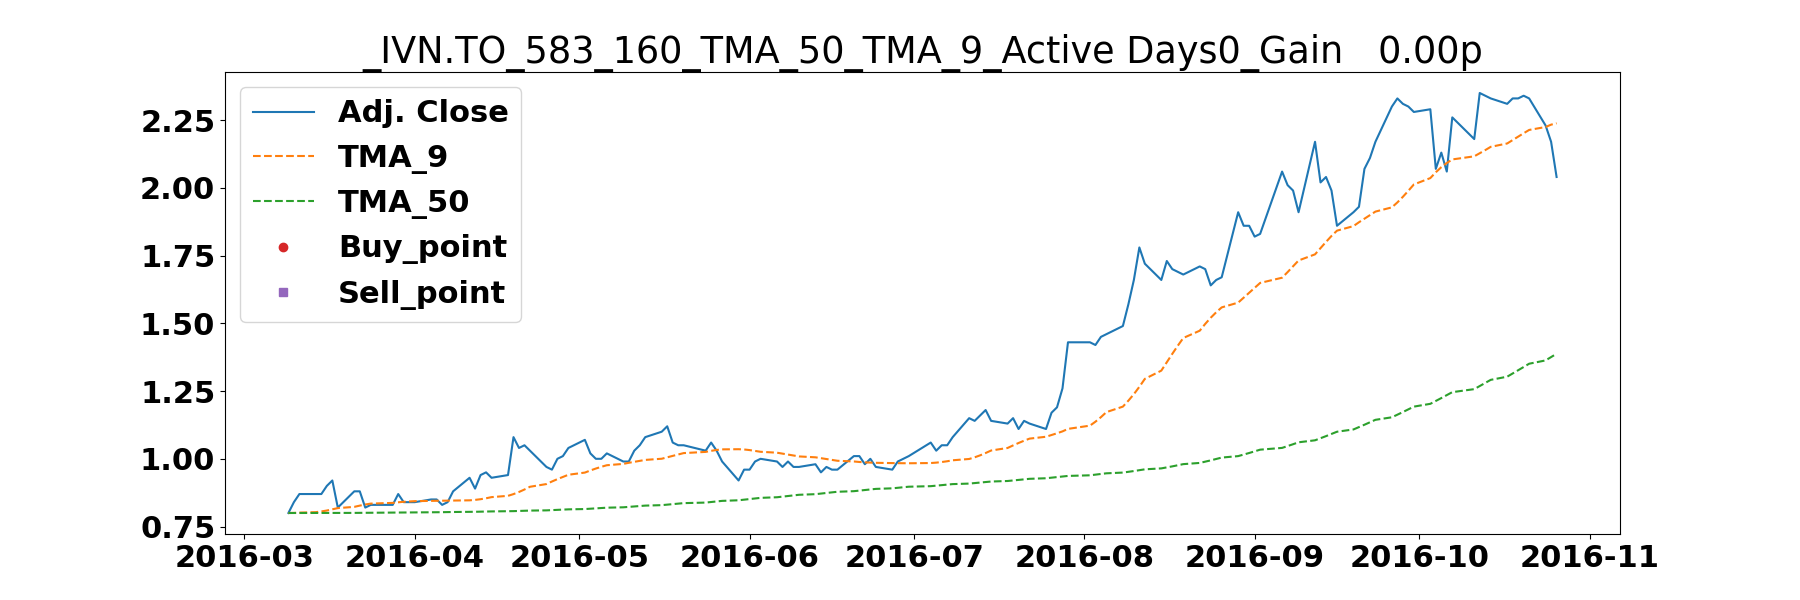 _IVN.TO_583_160_TMA_50_TMA_9_Active Days0_Gain   0.00p
Adj. Close
TMA_9
TMA_50
Buy_point
Sell_point
2.25
2.00
1.75
1.50
1.25
1.00
0.75
2016-03 2016-04 2016-05 2016-06 2016-07 2016-08 2016-09 2016-10 2016-11